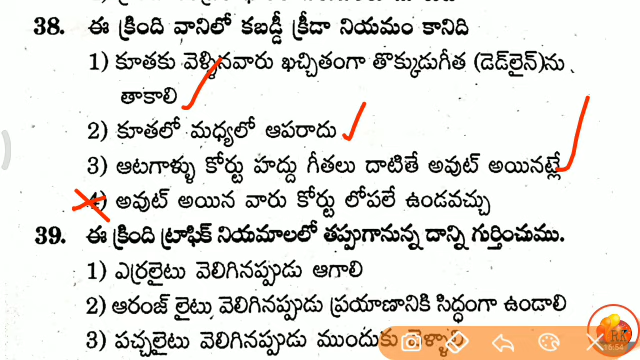 38. ఈ క్రింది వానిలో కబడ్డీ క్రీడా నియమం కానిది
1) కూతకు వెళ్ళినవారు ఖచ్చితంగా తొక్కుడుగీత (డెడ్‌లైన్)ను
తాకాలి
2) కూతలో మధ్యలో ఆపరాదు
3) ఆటగాళ్ళు కోర్టు హద్దు గీతలు దాటితే అవుట్ అయినట్లే
4) అవుట్ అయిన వారు కోర్టు లోపలే ఉండవచ్చు
39. ఈ క్రింది ట్రాఫిక్ నియమాలలో తప్పుగానున్న దాన్ని గుర్తించుము.
1) ఎర్రలైటు వెలిగినప్పుడు ఆగాలి
2) ఆరంజ్ లైటు వెలిగినప్పుడు ప్రయాణానికి సిద్ధంగా ఉండాలి
3) పచ్చలైటు వెలిగినప్పుడు ముందుకు వెళ్ళాలి